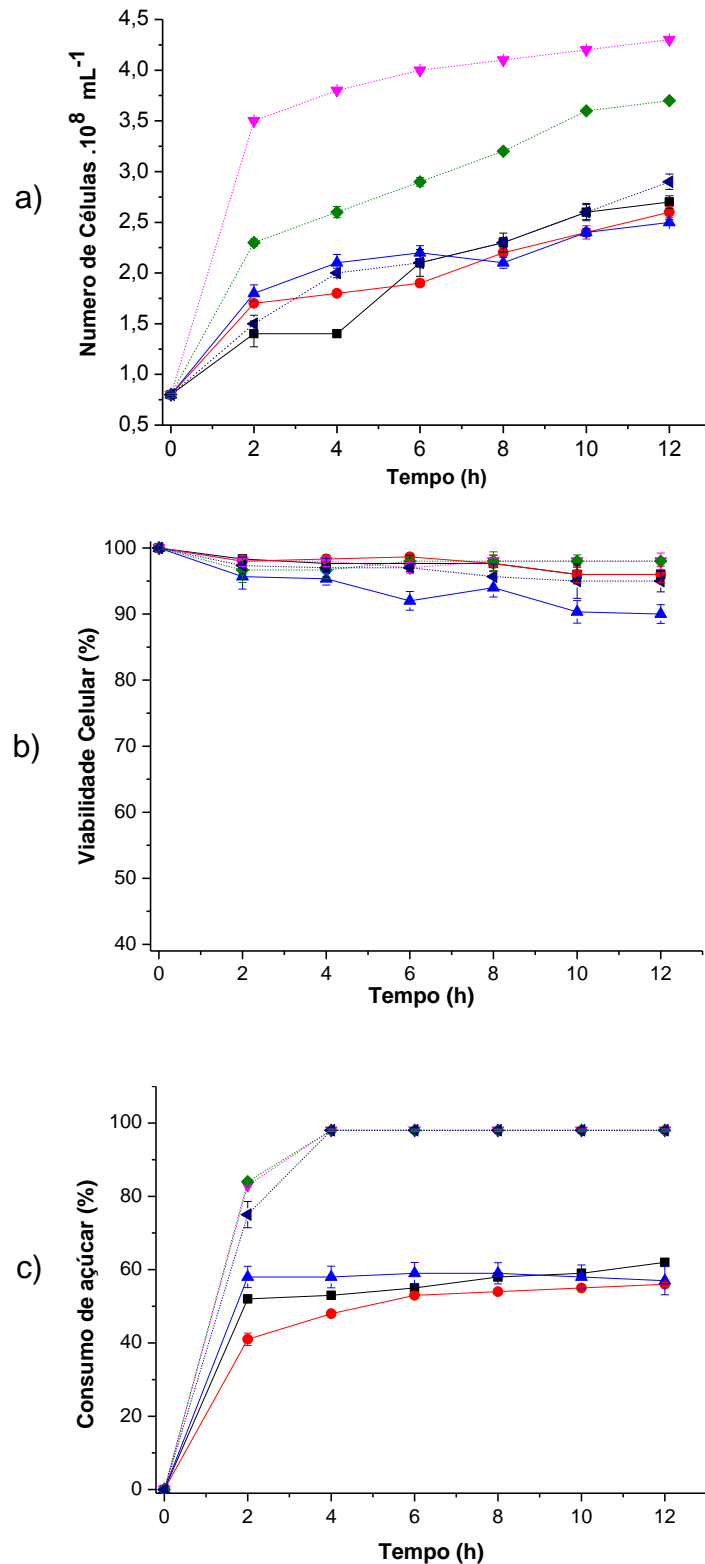 a)
Numero de Células .10⁸ mL⁻¹
4,5
4,0
3,5
3,0
2,5
2,0
1,5
1,0
0,5
0 2 4 6 8 10 12
Tempo (h)
b)
Viabilidade Celular (%)
100
90
80
70
60
50
40
0 2 4 6 8 10 12
Tempo (h)
c)
Consumo de açúcar (%)
100
80
60
40
20
0
0 2 4 6 8 10 12
Tempo (h)